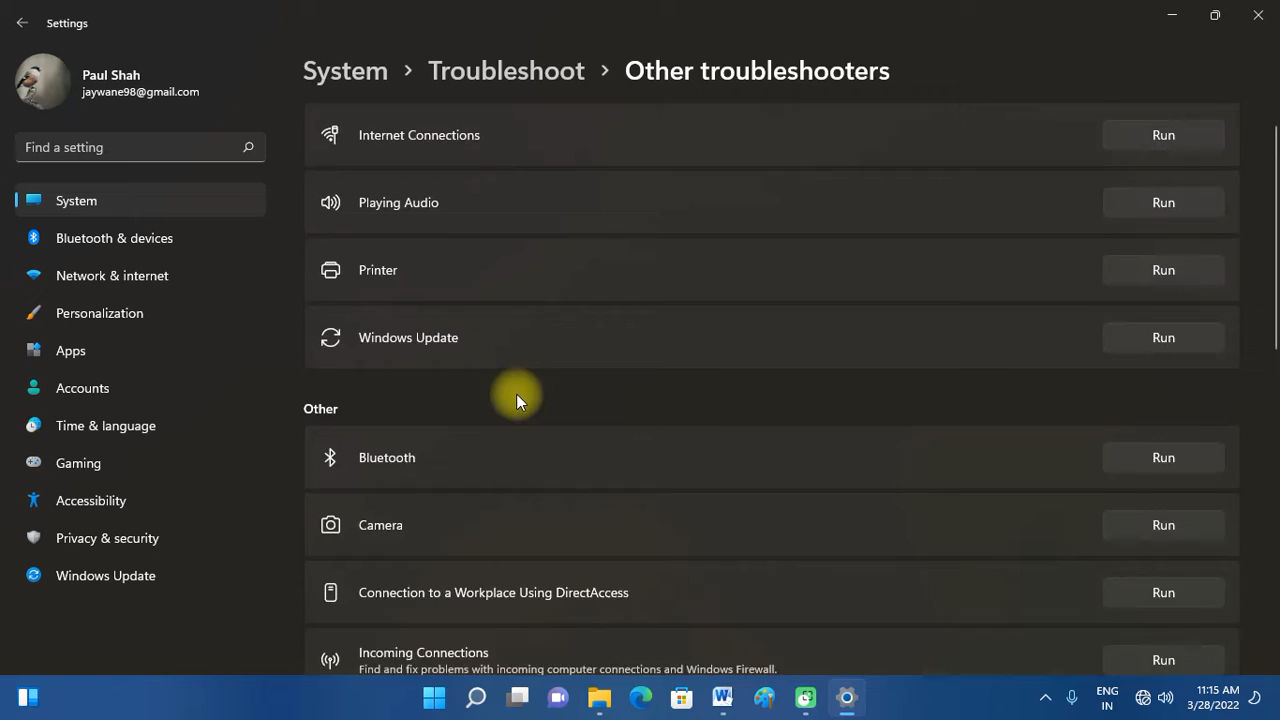 Settings
Paul Shah
jaywane98@gmail.com
Find a setting
System
Bluetooth & devices
Network & internet
Personalization
Apps
Accounts
Time & language
Gaming
Accessibility
Privacy & security
Windows Update
System > Troubleshoot > Other troubleshooters
Internet Connections Run
Playing Audio Run
Printer Run
Windows Update Run
Other
Bluetooth Run
Camera Run
Connection to a Workplace Using DirectAccess Run
Incoming Connections Run
Find and fix problems with incoming computer connections and Windows Firewall.
ENG
IN
11:15 AM
3/28/2022